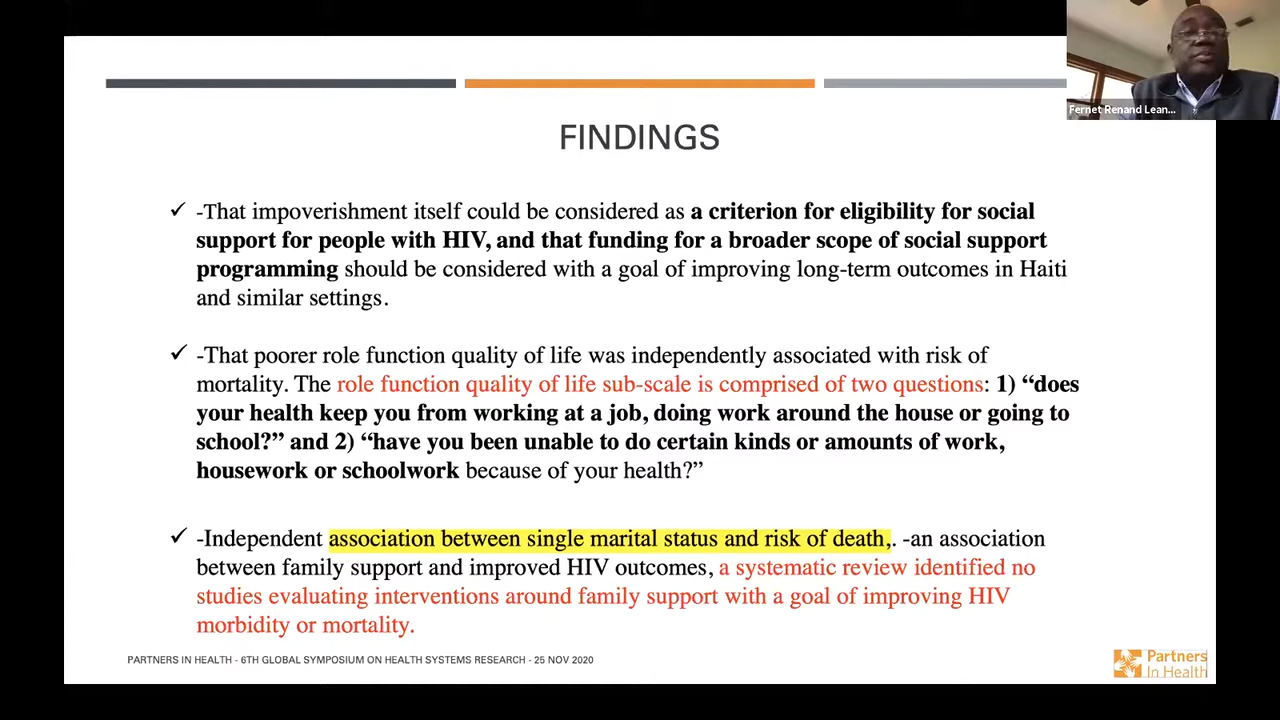 Fernet Renand Lean...
FINDINGS
✓ -That impoverishment itself could be considered as a criterion for eligibility for social
support for people with HIV, and that funding for a broader scope of social support
programming should be considered with a goal of improving long-term outcomes in Haiti
and similar settings.
✓ -That poorer role function quality of life was independently associated with risk of
mortality. The role function quality of life sub-scale is comprised of two questions: 1) “does
your health keep you from working at a job, doing work around the house or going to
school?” and 2) “have you been unable to do certain kinds or amounts of work,
housework or schoolwork because of your health?”
✓ -Independent association between single marital status and risk of death,. -an association
between family support and improved HIV outcomes, a systematic review identified no
studies evaluating interventions around family support with a goal of improving HIV
morbidity or mortality.
PARTNERS IN HEALTH - 6TH GLOBAL SYMPOSIUM ON HEALTH SYSTEMS RESEARCH - 25 NOV 2020
Partners
In Health